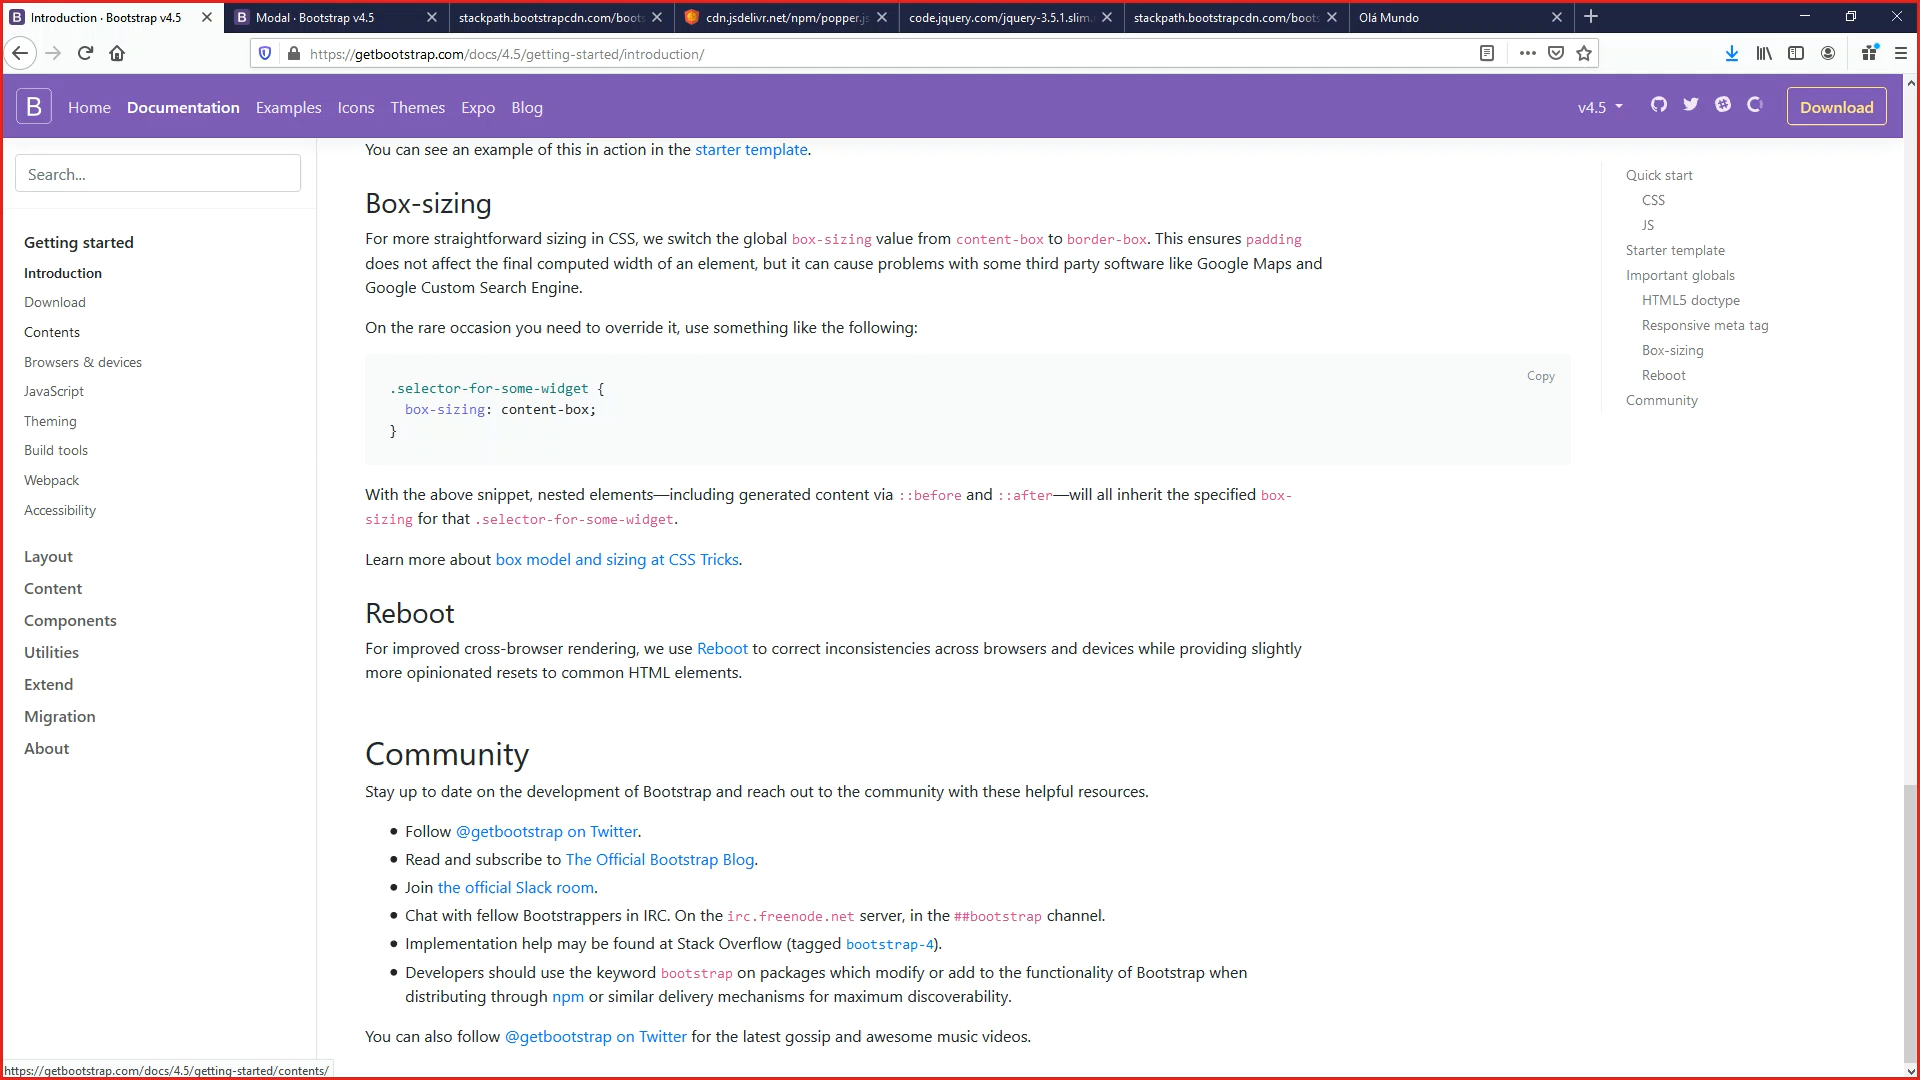 Introduction · Bootstrap v4.5
Modal · Bootstrap v4.5
stackpath.bootstrapcdn.com/boots
cdn.jsdelivr.net/npm/popper.js
code.jquery.com/jquery-3.5.1.slim.
stackpath.bootstrapcdn.com/boots
Olá Mundo
https://getbootstrap.com/docs/4.5/getting-started/introduction/
B
Home
Documentation
Examples
Icons
Themes
Expo
Blog
v4.5
Download
Search...
Getting started
Introduction
Download
Contents
Browsers & devices
JavaScript
Theming
Build tools
Webpack
Accessibility
Layout
Content
Components
Utilities
Extend
Migration
About
You can see an example of this in action in the starter template.
Box-sizing
For more straightforward sizing in CSS, we switch the global box-sizing value from content-box to border-box. This ensures padding
does not affect the final computed width of an element, but it can cause problems with some third party software like Google Maps and
Google Custom Search Engine.
On the rare occasion you need to override it, use something like the following:
Copy
.selector-for-some-widget {
box-sizing: content-box;
}
With the above snippet, nested elements—including generated content via ::before and ::after—will all inherit the specified box-
sizing for that .selector-for-some-widget.
Learn more about box model and sizing at CSS Tricks.
Reboot
For improved cross-browser rendering, we use Reboot to correct inconsistencies across browsers and devices while providing slightly
more opinionated resets to common HTML elements.
Community
Stay up to date on the development of Bootstrap and reach out to the community with these helpful resources.
• Follow @getbootstrap on Twitter.
• Read and subscribe to The Official Bootstrap Blog.
• Join the official Slack room.
• Chat with fellow Bootstrappers in IRC. On the irc.freenode.net server, in the ##bootstrap channel.
• Implementation help may be found at Stack Overflow (tagged bootstrap-4).
• Developers should use the keyword bootstrap on packages which modify or add to the functionality of Bootstrap when
distributing through npm or similar delivery mechanisms for maximum discoverability.
You can also follow @getbootstrap on Twitter for the latest gossip and awesome music videos.
Quick start
CSS
JS
Starter template
Important globals
HTML5 doctype
Responsive meta tag
Box-sizing
Reboot
Community
https://getbootstrap.com/docs/4.5/getting-started/contents/